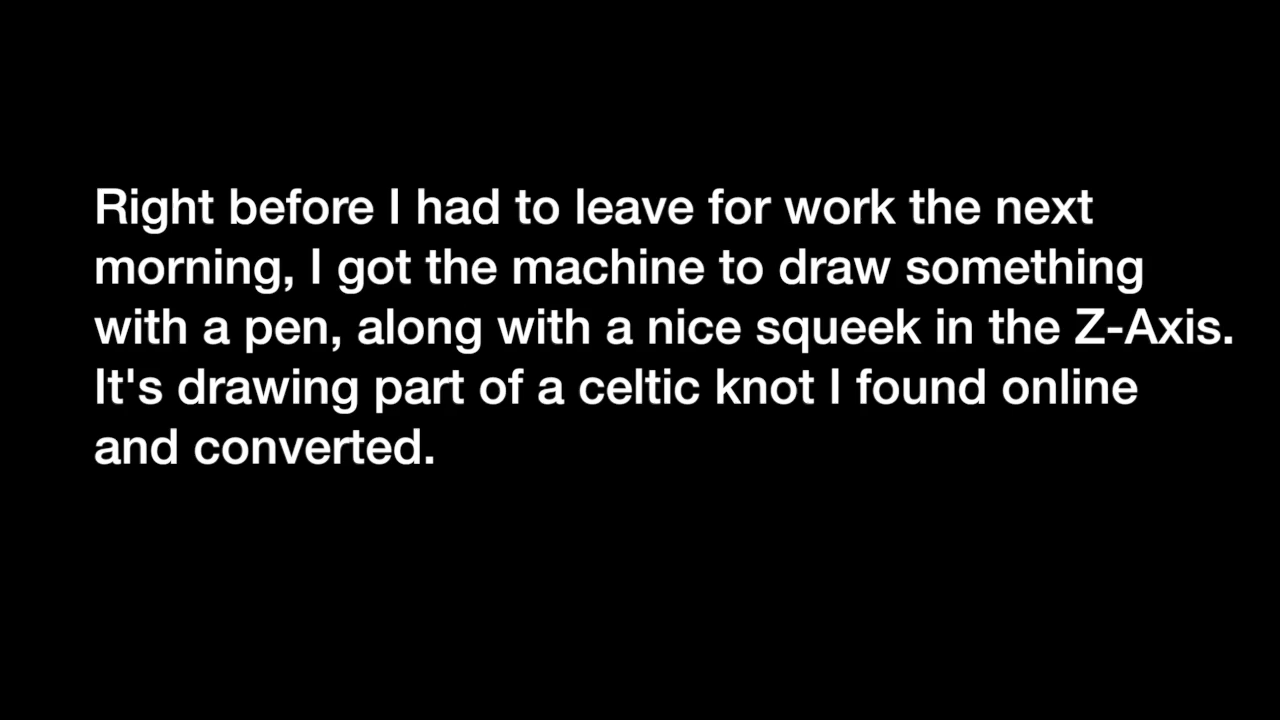 Right before I had to leave for work the next
morning, I got the machine to draw something
with a pen, along with a nice squeek in the Z-Axis.
It's drawing part of a celtic knot I found online
and converted.